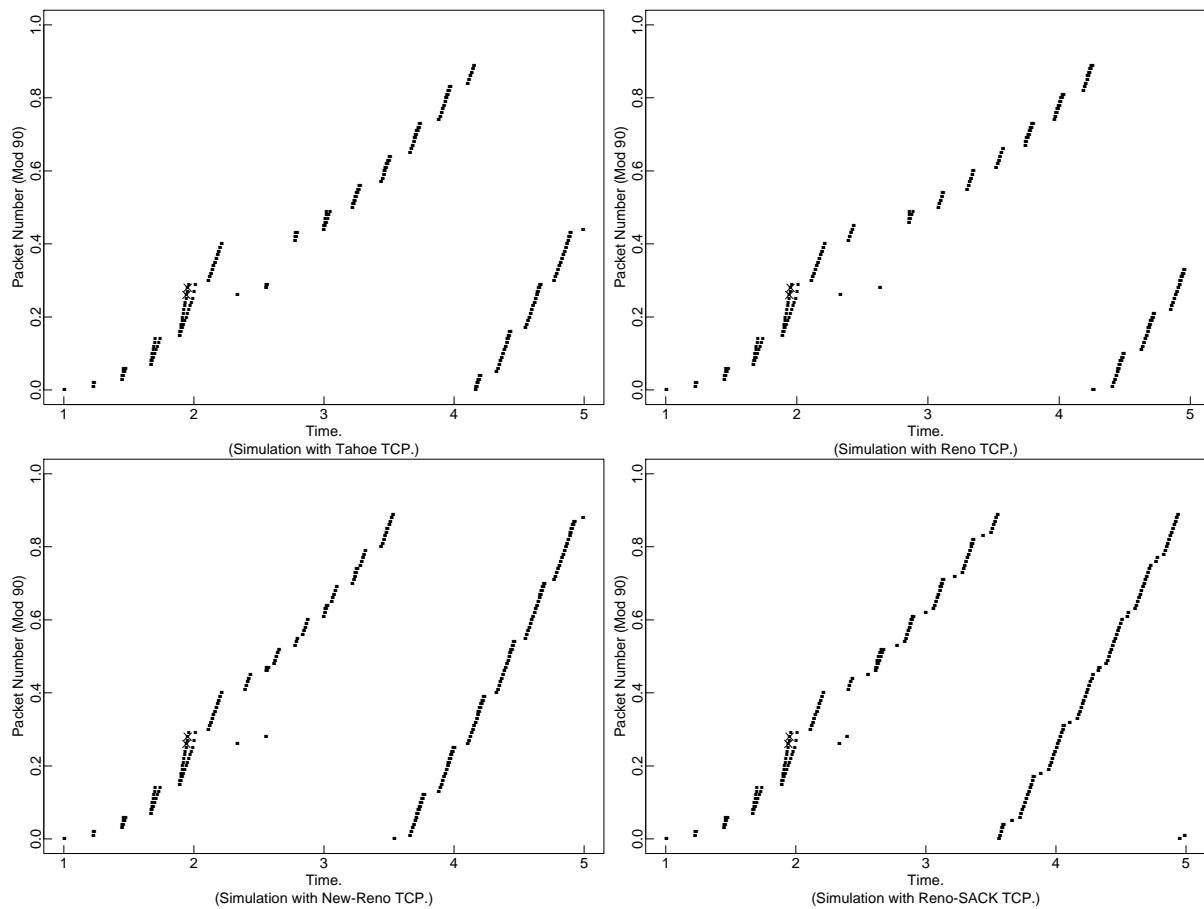 Packet Number (Mod 90)
0.0 0.2 0.4 0.6 0.8 1.0
1 2 3 4 5
Time.
(Simulation with Tahoe TCP.)
Packet Number (Mod 90)
0.0 0.2 0.4 0.6 0.8 1.0
1 2 3 4 5
Time.
(Simulation with Reno TCP.)
Packet Number (Mod 90)
0.0 0.2 0.4 0.6 0.8 1.0
1 2 3 4 5
Time.
(Simulation with New-Reno TCP.)
Packet Number (Mod 90)
0.0 0.2 0.4 0.6 0.8 1.0
1 2 3 4 5
Time.
(Simulation with Reno-SACK TCP.)